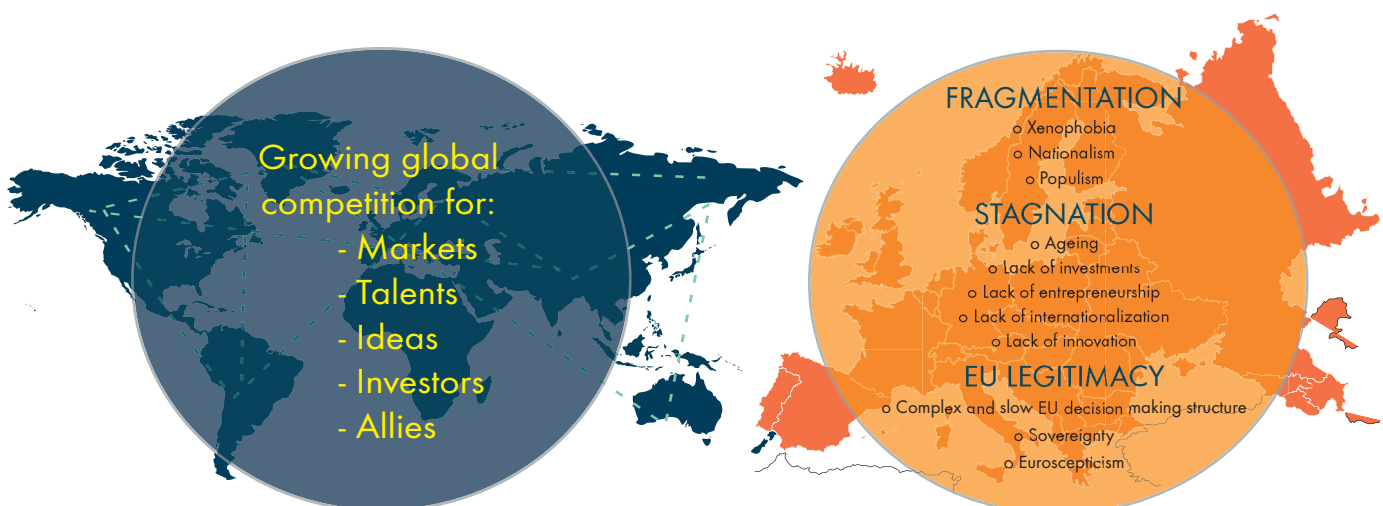 Growing global
competition for:
- Markets
- Talents
- Ideas
- Investors
- Allies
FRAGMENTATION
o Xenophobia
o Nationalism
o Populism
STAGNATION
o Ageing
o Lack of investments
o Lack of entrepreneurship
o Lack of internationalization
o Lack of innovation
EU LEGITIMACY
o Complex and slow EU decision making structure
o Sovereignty
o Euroscepticism